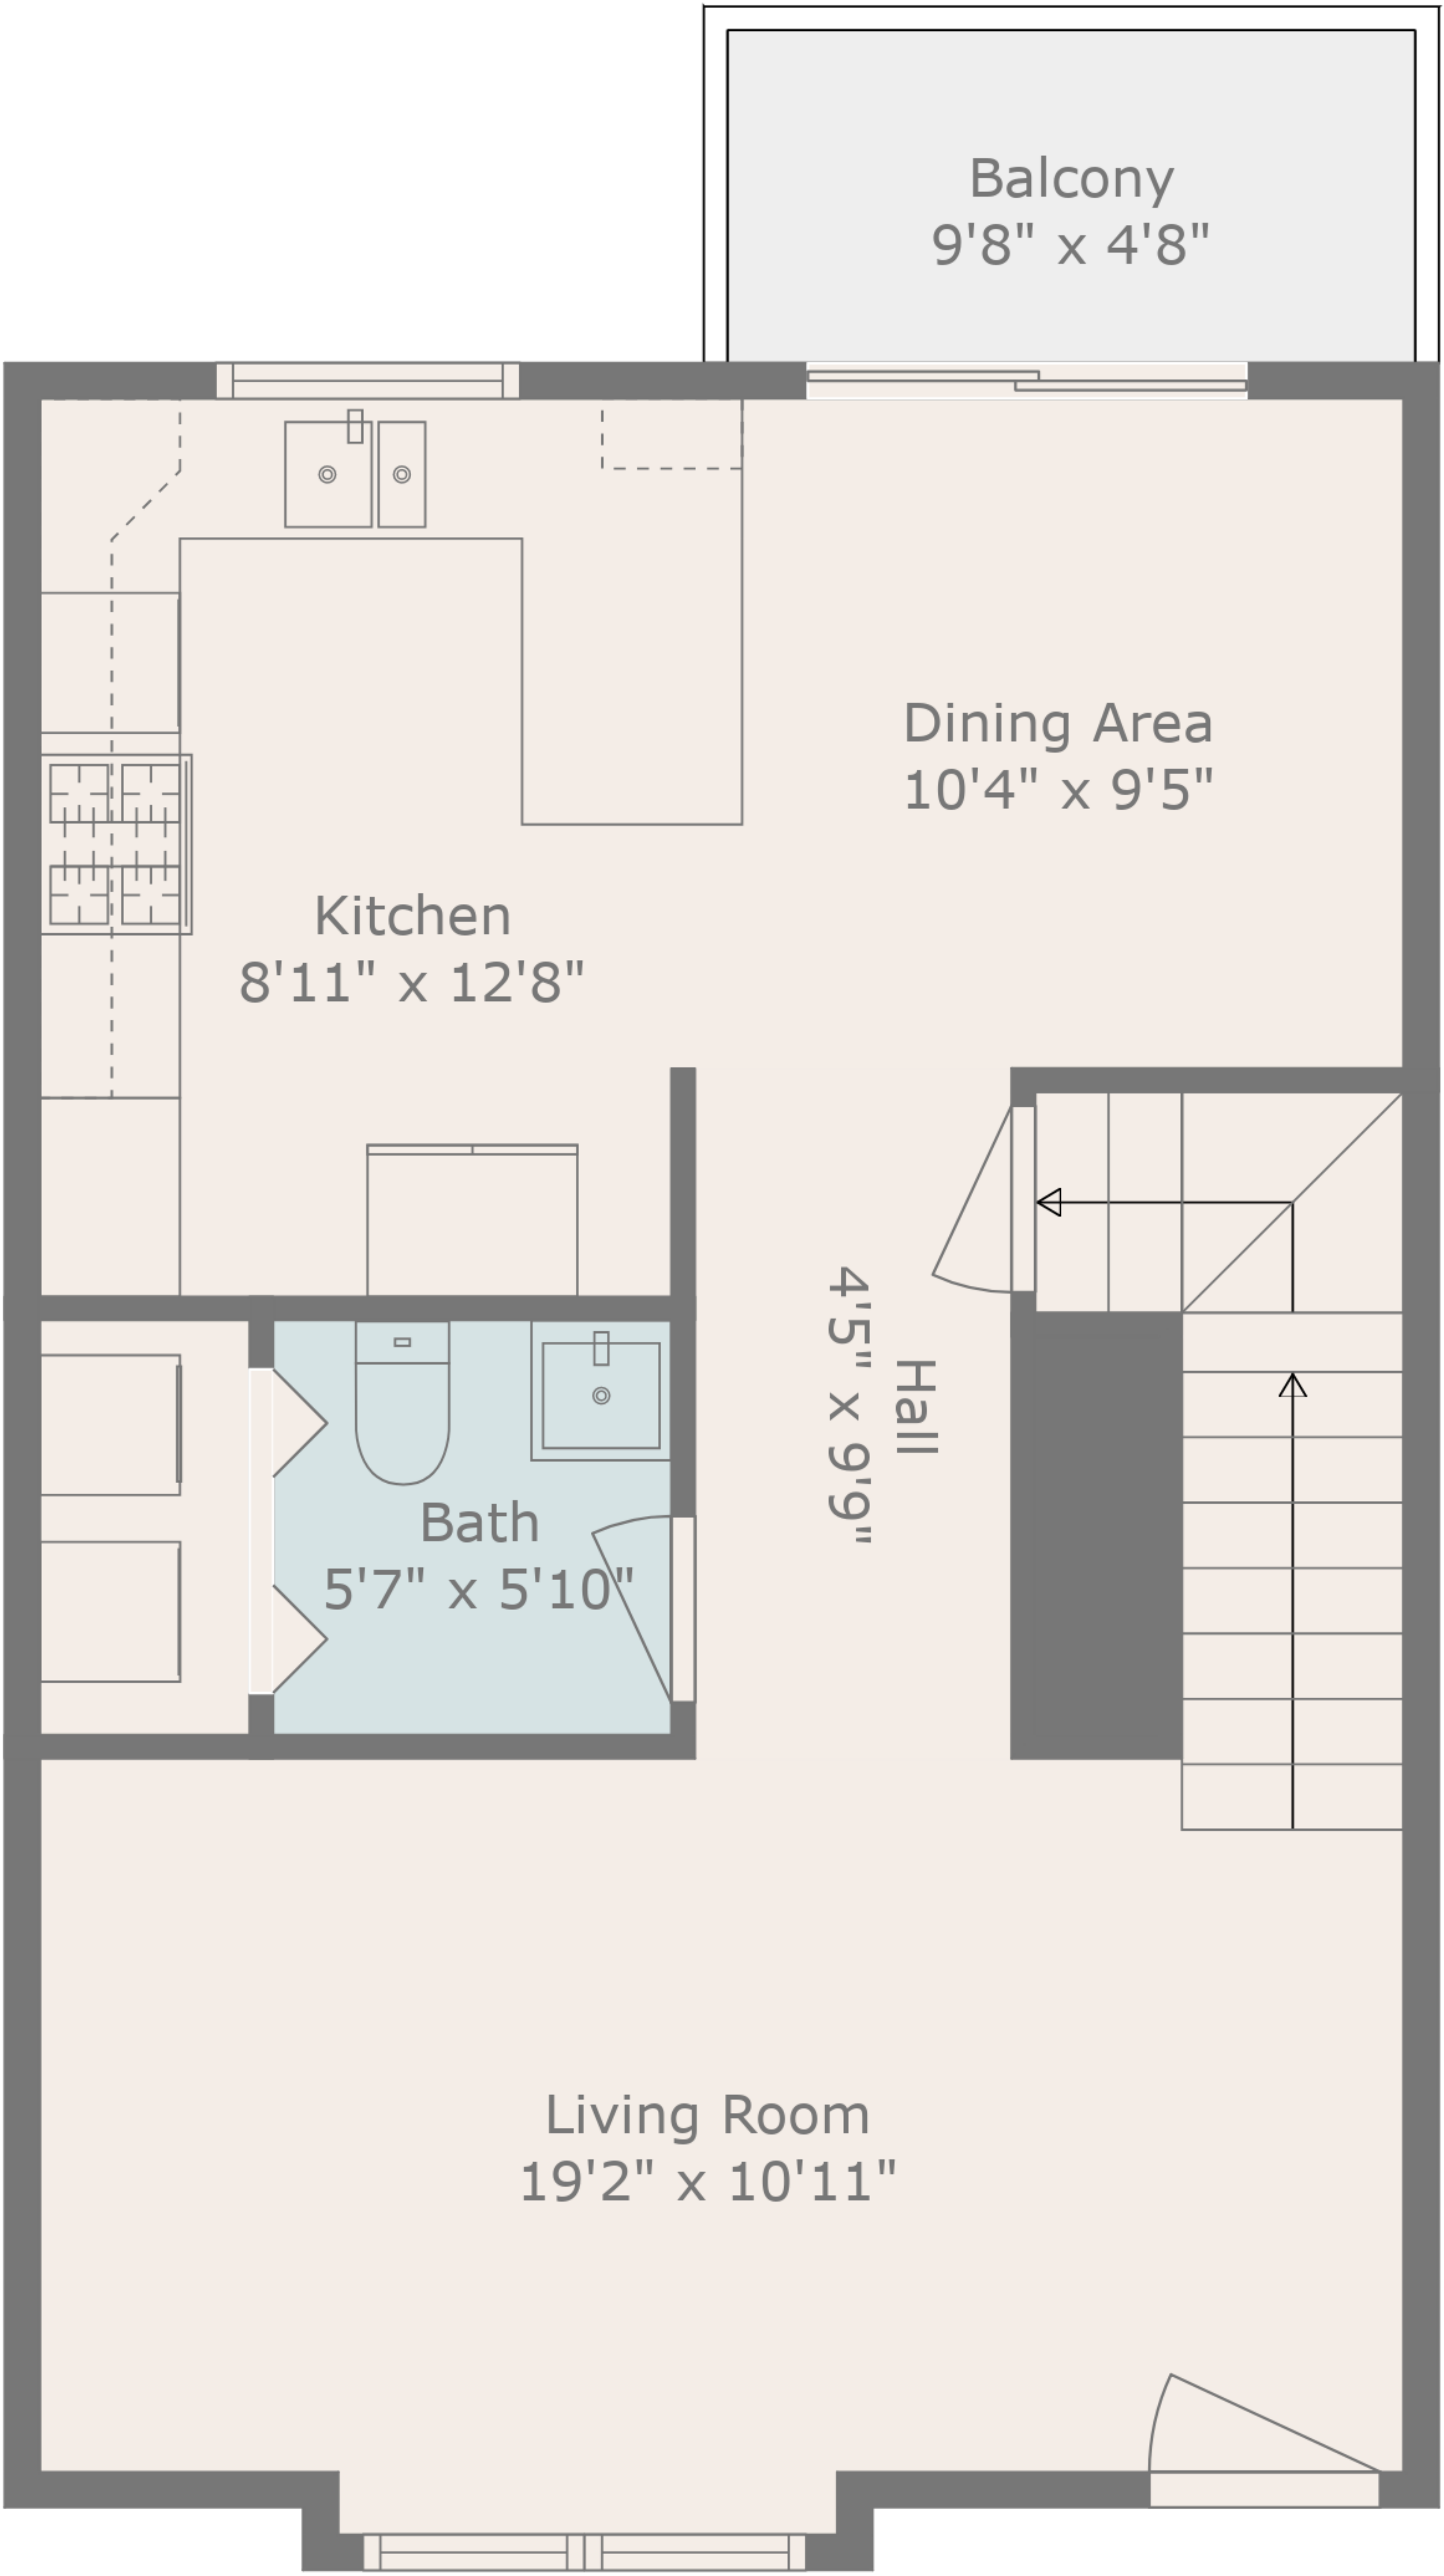 Balcony
9'8" x 4'8"
Dining Area
10'4" x 9'5"
Kitchen
8'11" x 12'8"
Hall
4'5" x 9'9"
Bath
5'7" x 5'10"
Living Room
19'2" x 10'11"